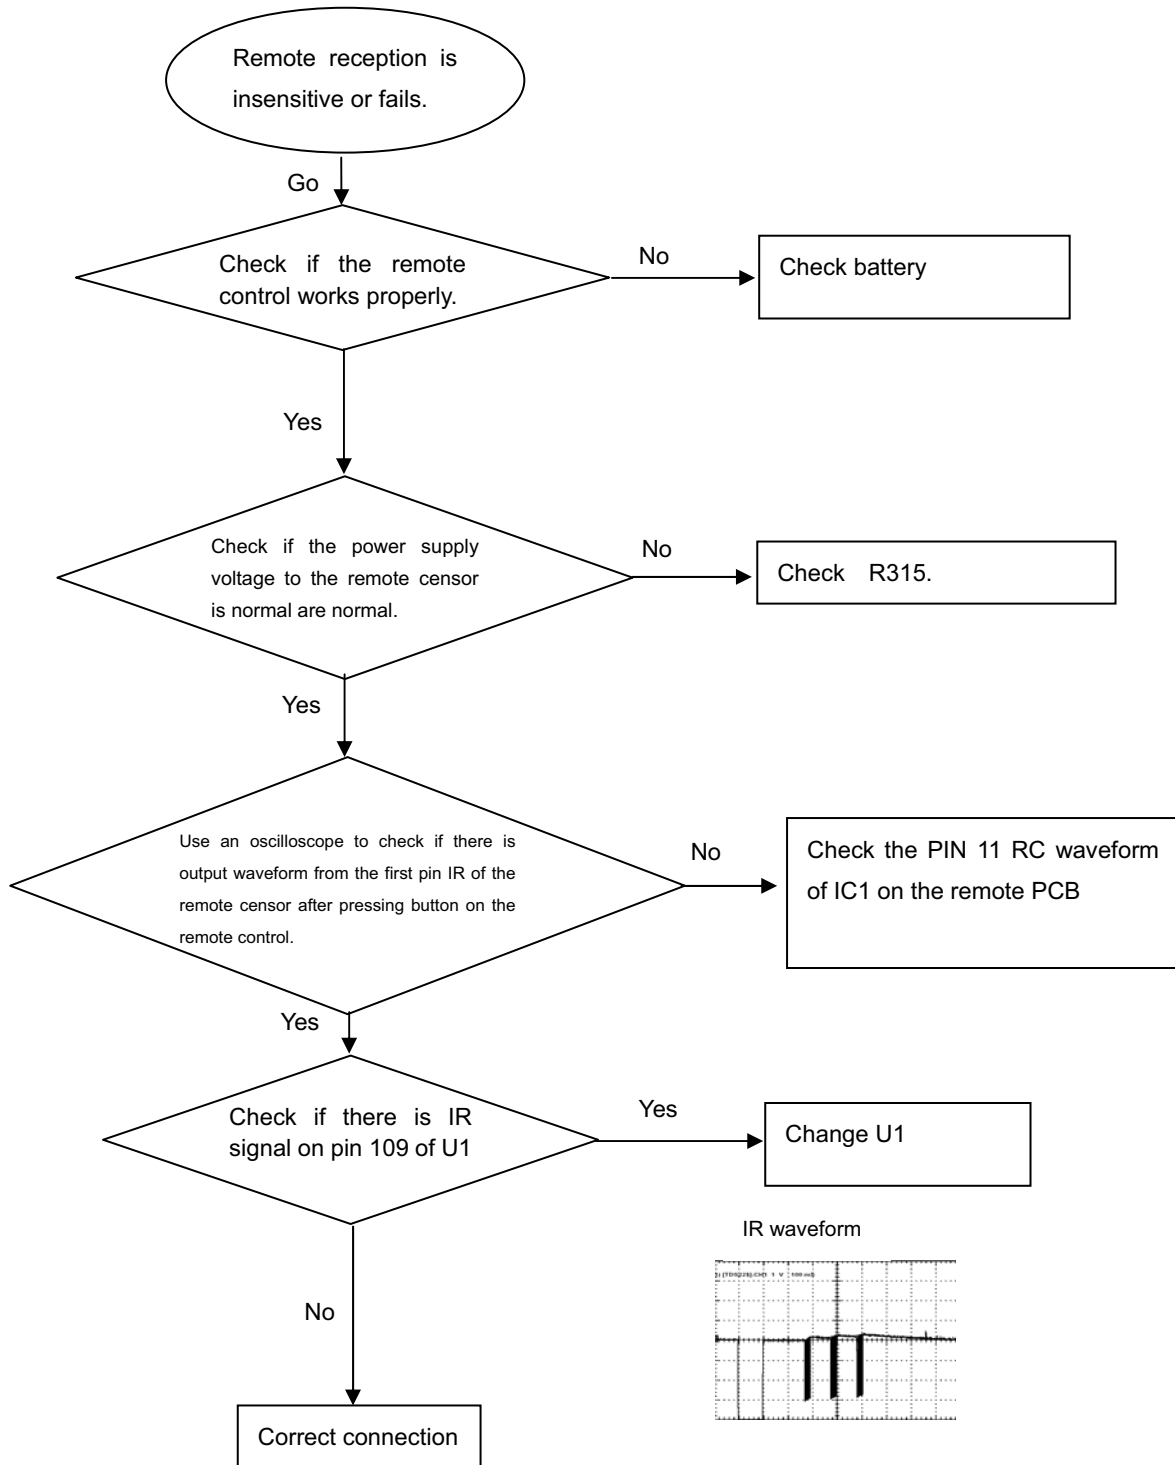 Remote reception is
insensitive or fails.
Go
Check if the remote
control works properly.
No
Check battery
Yes
Check if the power supply
voltage to the remote censor
is normal are normal.
No
Check R315.
Yes
Use an oscilloscope to check if there is
output waveform from the first pin IR of the
remote censor after pressing button on the
remote control.
No
Check the PIN 11 RC waveform
of IC1 on the remote PCB
Yes
Check if there is IR
signal on pin 109 of U1
Yes
Change U1
IR waveform
No
Correct connection